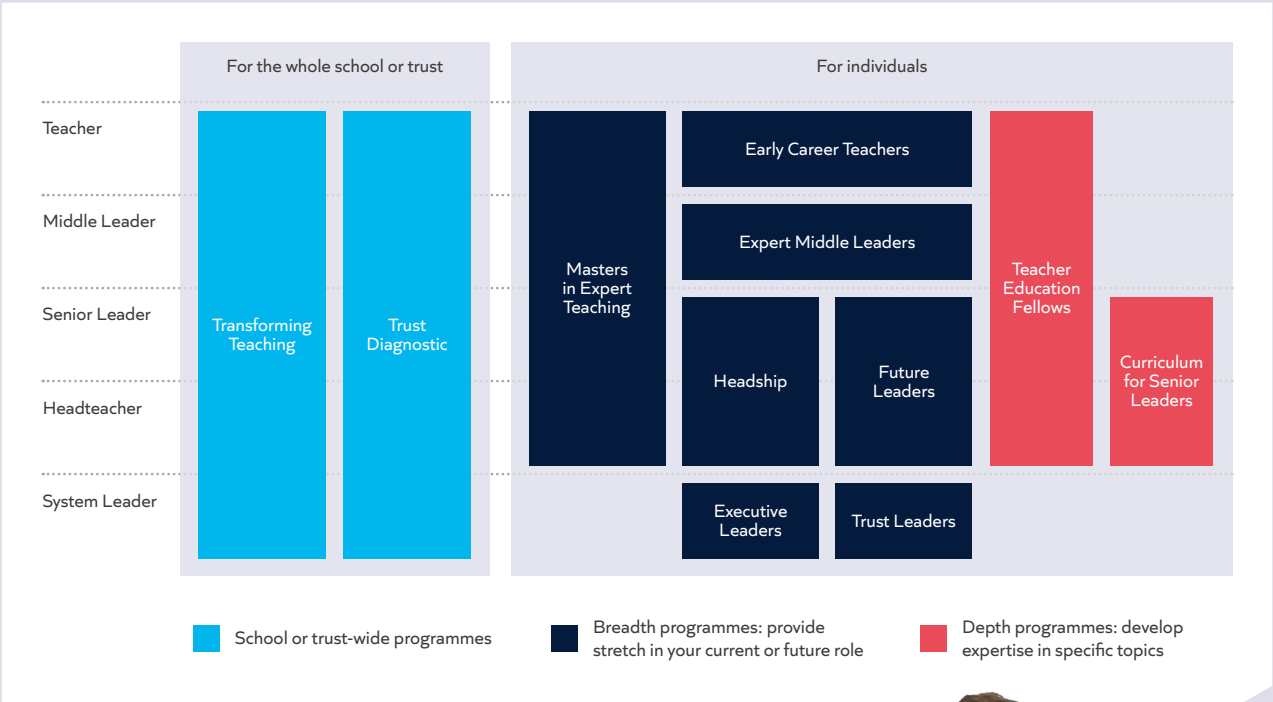 For the whole school or trust
For individuals
Teacher
Early Career Teachers
Middle Leader
Expert Middle Leaders
Masters
in Expert
Teaching
Teacher
Education
Fellows
Senior Leader
Transforming
Teaching
Trust
Diagnostic
Headship
Future
Leaders
Curriculum
for Senior
Leaders
Headteacher
System Leader
Executive
Leaders
Trust Leaders
School or trust-wide programmes
Breadth programmes: provide
stretch in your current or future role
Depth programmes: develop
expertise in specific topics